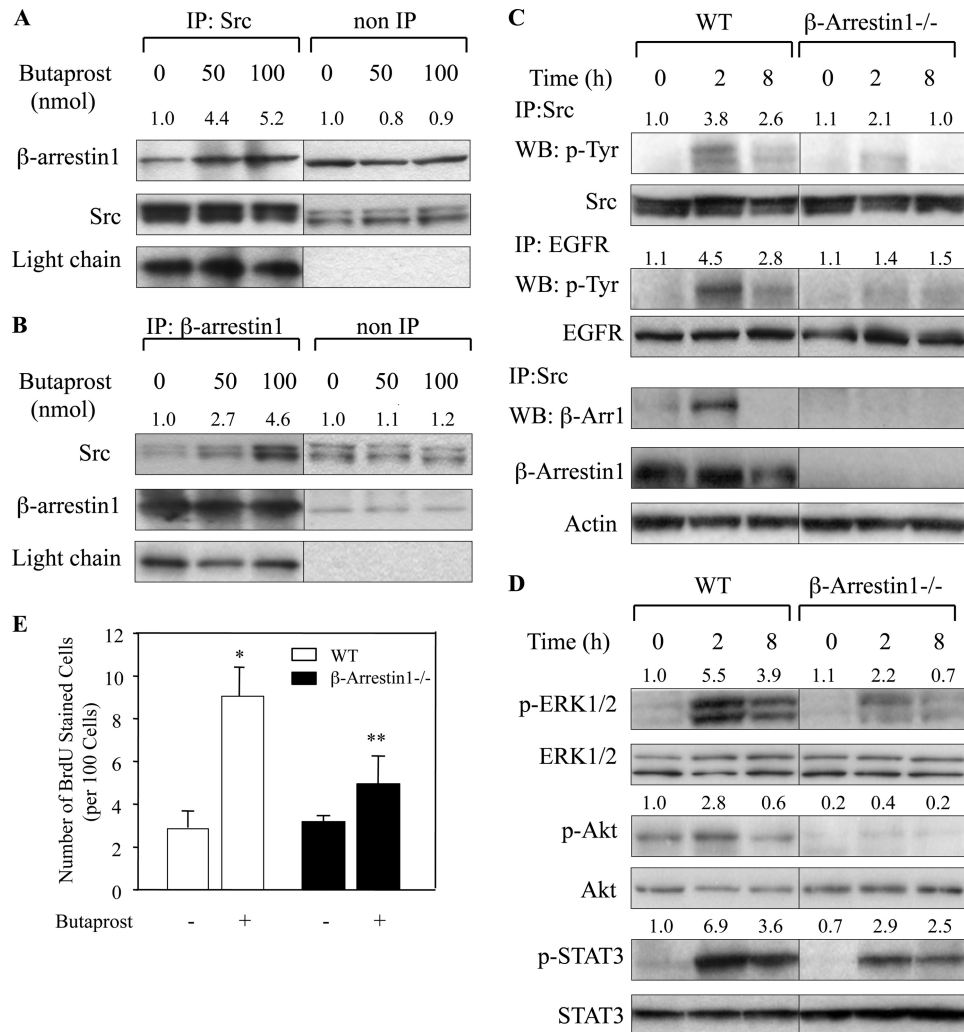 A
IP: Src non IP
Butaprost (nmol) 0 50 100 0 50 100
1.0 4.4 5.2 1.0 0.8 0.9
β-arrestin1
Src
Light chain
B
IP: β-arrestin1 non IP
Butaprost (nmol) 0 50 100 0 50 100
1.0 2.7 4.6 1.0 1.1 1.2
Src
β-arrestin1
Light chain
E
Number of BrdU Stained Cells
(per 100 Cells)
12
10
8
6
4
2
0
* **
WT
β-Arrestin1-/-
Butaprost - + - +
C
WT β-Arrestin1-/-
Time (h) 0 2 8 0 2 8
IP:Src
1.0 3.8 2.6 1.1 2.1 1.0
WB: p-Tyr
Src
IP: EGFR
1.1 4.5 2.8 1.1 1.4 1.5
WB: p-Tyr
EGFR
IP:Src
WB: β-Arr1
β-Arrestin1
Actin
D
WT β-Arrestin1-/-
Time (h) 0 2 8 0 2 8
1.0 5.5 3.9 1.1 2.2 0.7
p-ERK1/2
ERK1/2
1.0 2.8 0.6 0.2 0.4 0.2
p-Akt
Akt
1.0 6.9 3.6 0.7 2.9 2.5
p-STAT3
STAT3